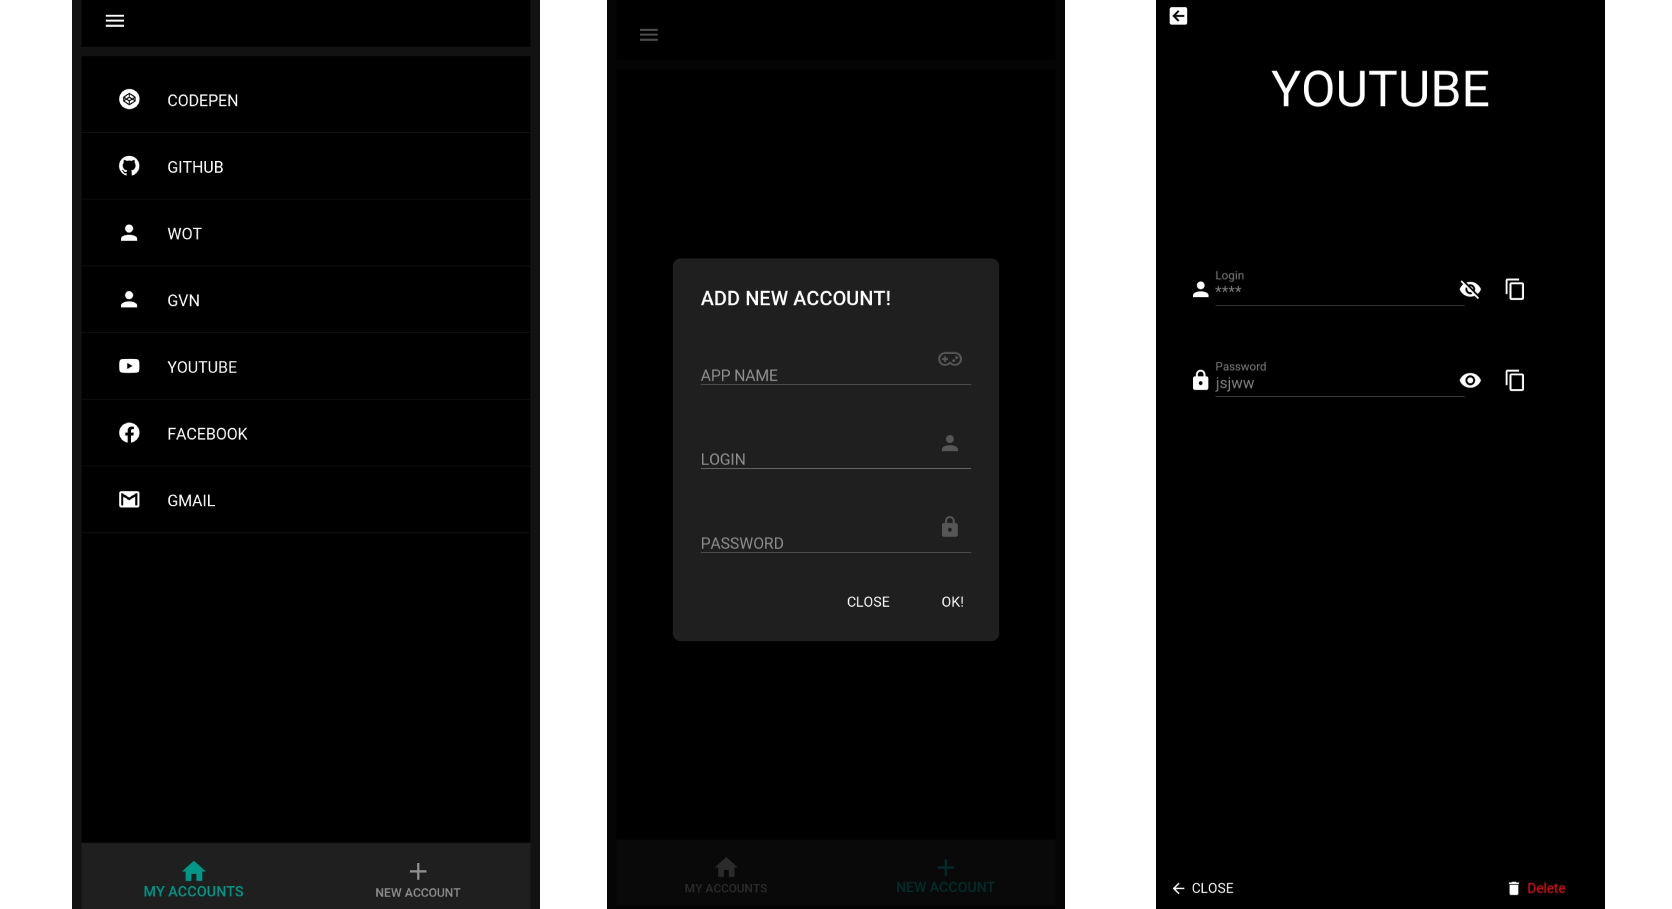 CODEPEN
GITHUB
WOT
GVN
YOUTUBE
FACEBOOK
GMAIL
MY ACCOUNTS
NEW ACCOUNT
ADD NEW ACCOUNT!
APP NAME
LOGIN
PASSWORD
CLOSE OK!
MY ACCOUNTS
NEW ACCOUNT
YOUTUBE
Login
****
Password
jsjww
CLOSE
Delete